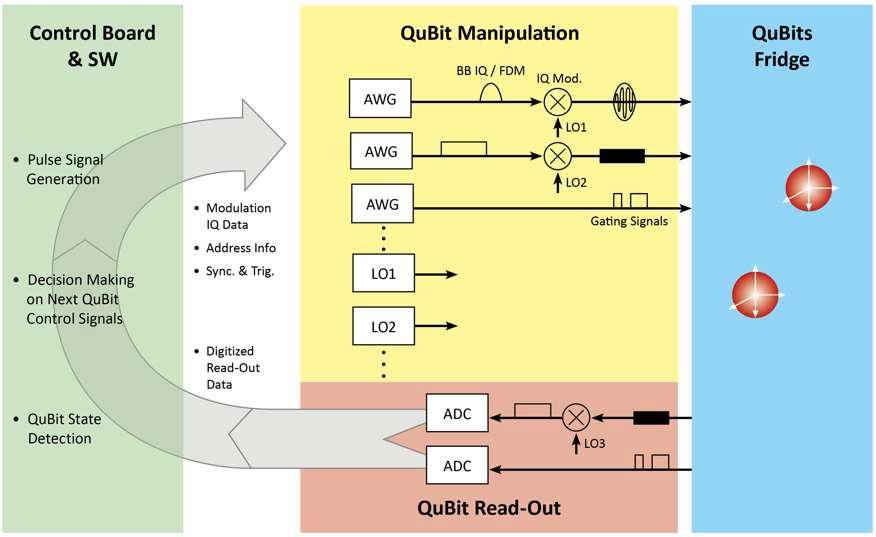 Control Board
& SW
QuBit Manipulation
QuBits
Fridge
• Pulse Signal
Generation
• Decision Making
on Next QuBit
Control Signals
• QuBit State
Detection
• Modulation
IQ Data
• Address Info
• Sync. & Trig.
• Digitized
Read-Out
Data
BB IQ / FDM
IQ Mod.
AWG
LO1
AWG
LO2
AWG
Gating Signals
LO1
LO2
ADC
LO3
ADC
QuBit Read-Out